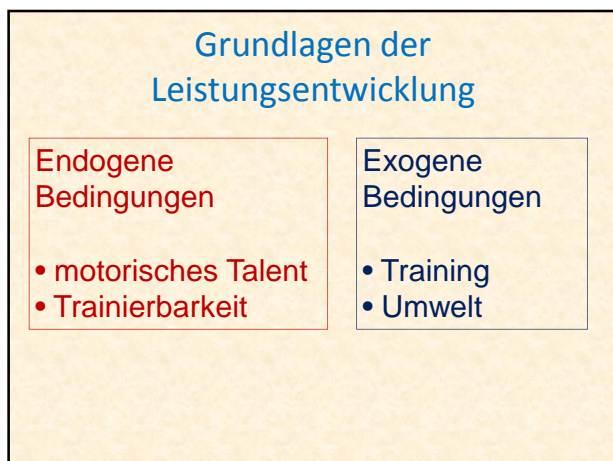 Grundlagen der
Leistungsentwicklung
Endogene
Bedingungen
• motorisches Talent
• Trainierbarkeit
Exogene
Bedingungen
• Training
• Umwelt